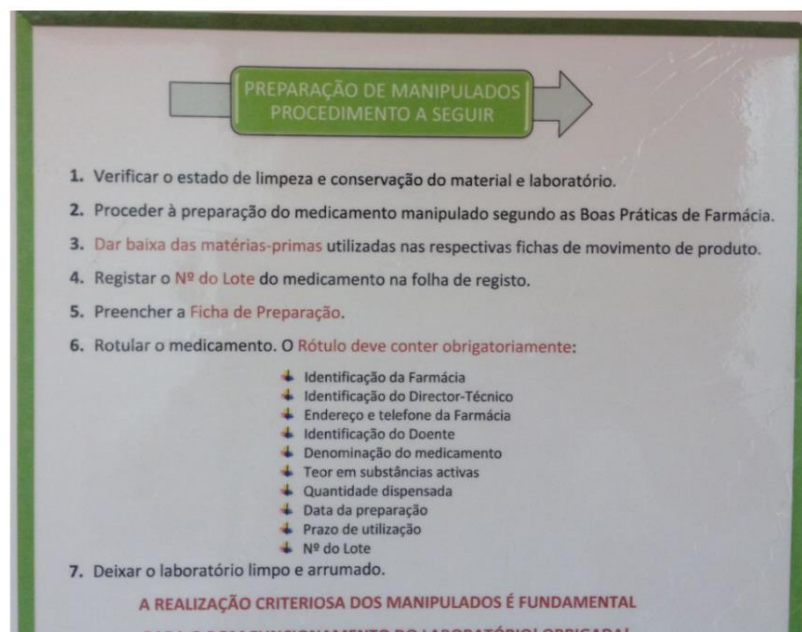 PREPARAÇÃO DE MANIPULADOS
PROCEDIMENTO A SEGUIR
1. Verificar o estado de limpeza e conservação do material e laboratório.
2. Proceder à preparação do medicamento manipulado segundo as Boas Práticas de Farmácia.
3. Dar baixa das matérias-primas utilizadas nas respectivas fichas de movimento de produto.
4. Registar o Nº do Lote do medicamento na folha de registo.
5. Preencher a Ficha de Preparação.
6. Rotular o medicamento. O Rótulo deve conter obrigatoriamente:
Identificação da Farmácia
Identificação do Director-Técnico
Endereço e telefone da Farmácia
Identificação do Doente
Denominação do medicamento
Teor em substâncias activas
Quantidade dispensada
Data da preparação
Prazo de utilização
Nº do Lote
7. Deixar o laboratório limpo e arrumado.
A REALIZAÇÃO CRITERIOSA DOS MANIPULADOS É FUNDAMENTAL
FUNCIONAMENTO DO LABORATÓRIO! OBRIGADA!